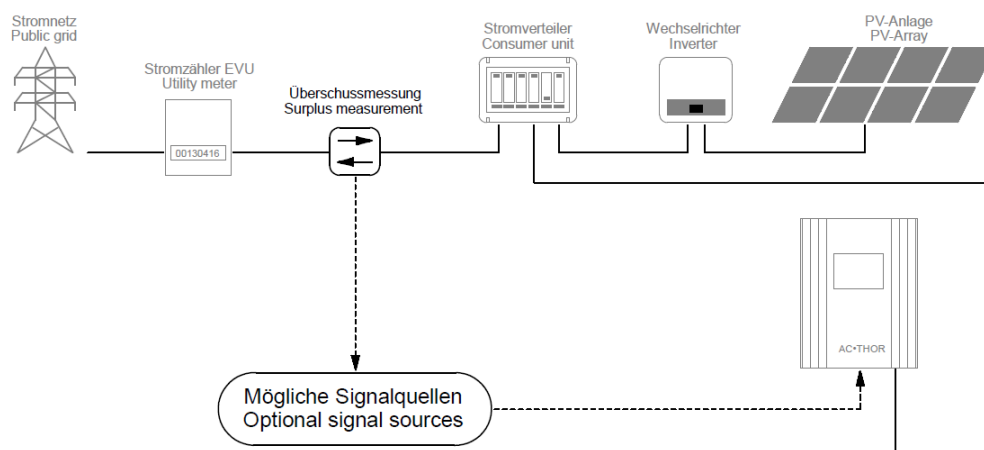 Stromnetz
Public grid
Stromzähler EVU
Utility meter
00130416
Überschussmessung
Surplus measurement
Stromverteiler
Consumer unit
Wechselrichter
Inverter
PV-Anlage
PV-Array
AC•THOR
Mögliche Signalquellen
Optional signal sources